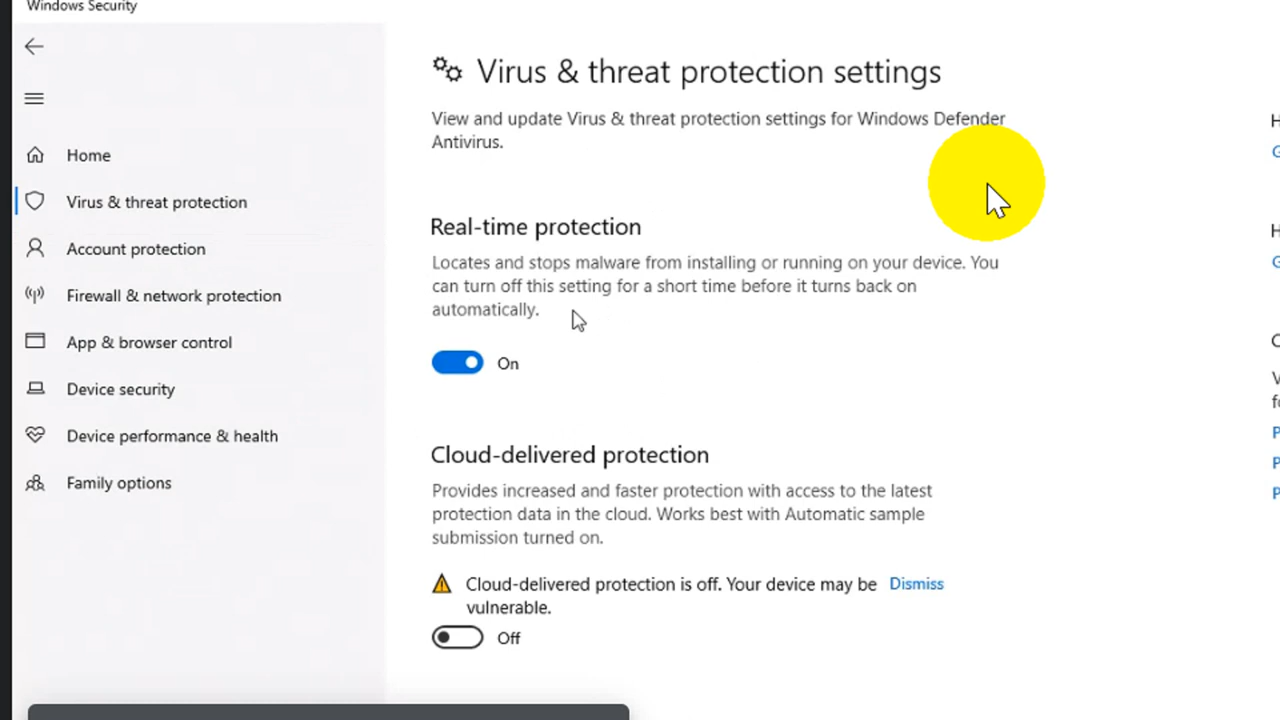 Windows Security
Home
Virus & threat protection
Account protection
Firewall & network protection
App & browser control
Device security
Device performance & health
Family options
Virus & threat protection settings
View and update Virus & threat protection settings for Windows Defender
Antivirus.
Real-time protection
Locates and stops malware from installing or running on your device. You
can turn off this setting for a short time before it turns back on
automatically.
On
Cloud-delivered protection
Provides increased and faster protection with access to the latest
protection data in the cloud. Works best with Automatic sample
submission turned on.
Cloud-delivered protection is off. Your device may be Dismiss
vulnerable.
Off